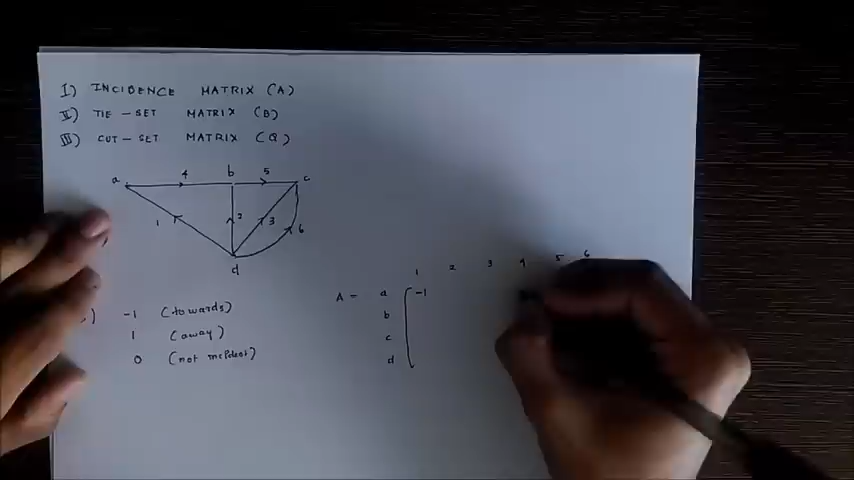 I) INCIDENCE MATRIX (A)
II) TIE-SET MATRIX (B)
III) CUT-SET MATRIX (Q)
a 4 b 5 c
1 2 3 6
d
) -1 (towards)
1 (away)
0 (not incident)
1 2 3 4 5 6
A = a -1
b
c
d